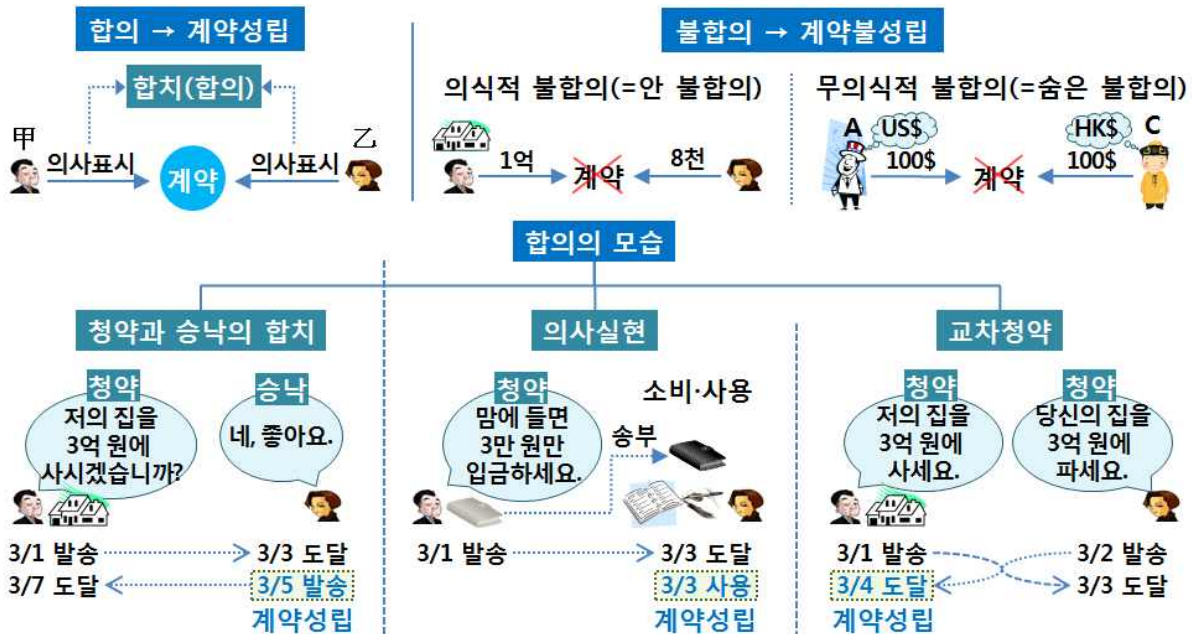 합의 → 계약성립
합치(합의)
甲
의사표시
계약
의사표시
乙
불합의 → 계약불성립
의식적 불합의(=안 불합의)
1억
계약
8천
무의식적 불합의(=숨은 불합의)
A
US$
100$
계약
HK$
C
100$
합의의 모습
청약과 승낙의 합치
청약
저의 집을
3억 원에
사시겠습니까?
승낙
네, 좋아요.
3/1 발송
3/3 도달
3/7 도달
3/5 발송
계약성립
의사실현
청약
맘에 들면
3만 원만
입금하세요.
송부
소비·사용
3/1 발송
3/3 도달
3/3 사용
계약성립
교차청약
청약
저의 집을
3억 원에
사세요.
청약
당신의 집을
3억 원에
파세요.
3/1 발송
3/2 발송
3/4 도달
3/3 도달
계약성립